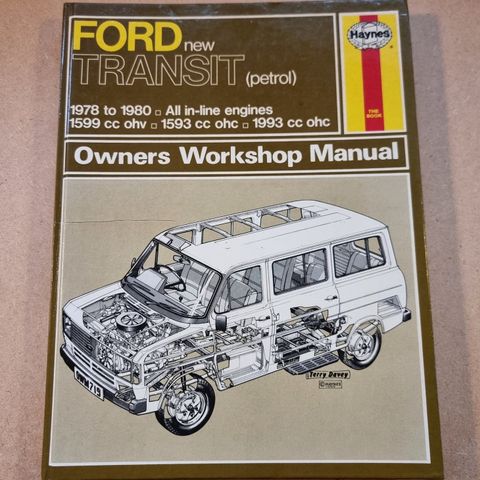 FORD new
TRANSIT (petrol)
1978 to 1980 ▫ All in-line engines
1599 cc ohv ▫ 1593 cc ohc ▫ 1993 cc ohc
Haynes
THE
BOOK
Owners Workshop Manual
Terry Davey